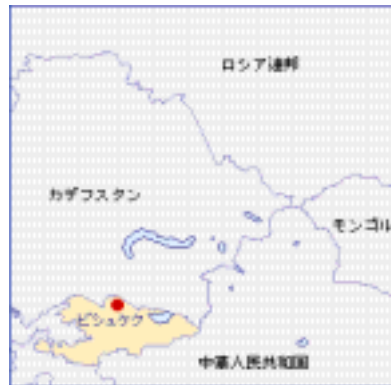 ロシア連邦
カザフスタン
モンゴル
ビシュケク
中華人民共和国